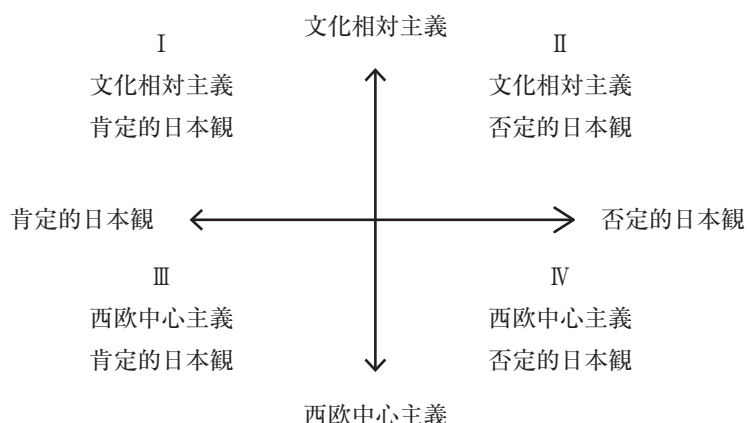 文化相対主義
Ⅰ
文化相対主義
肯定的日本観
Ⅱ
文化相対主義
否定的日本観
肯定的日本観
否定的日本観
Ⅲ
西欧中心主義
肯定的日本観
Ⅳ
西欧中心主義
否定的日本観
西欧中心主義